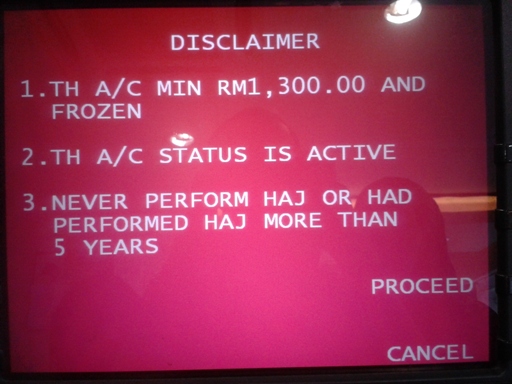 DISCLAIMER
1.TH A/C MIN RM1,300.00 AND
FROZEN
2.TH A/C STATUS IS ACTIVE
3.NEVER PERFORM HAJ OR HAD
PERFORMED HAJ MORE THAN
5 YEARS
PROCEED
CANCEL